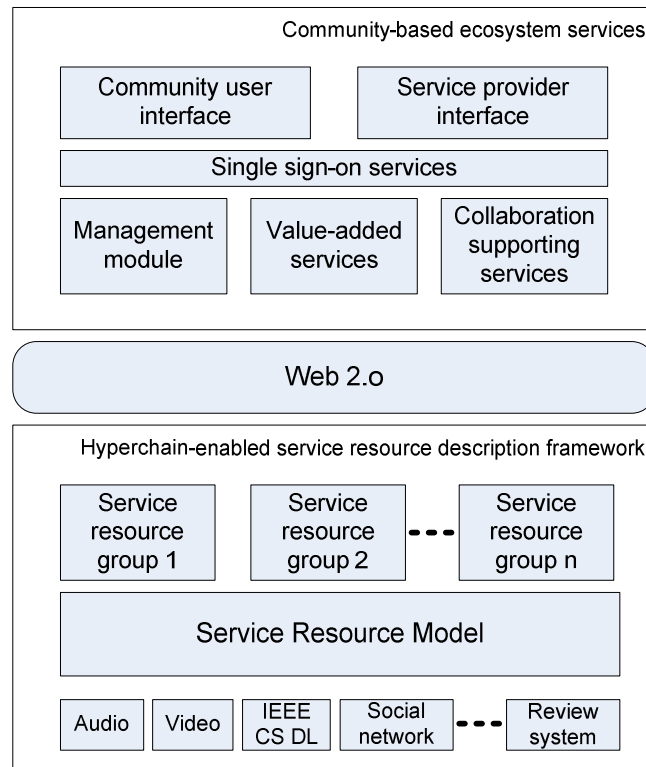 Community-based ecosystem services
Community user
interface
Service provider
interface
Single sign-on services
Management
module
Value-added
services
Collaboration
supporting
services
Web 2.o
Hyperchain-enabled service resource description framework
Service
resource
group 1
Service
resource
group 2
Service
resource
group n
Service Resource Model
Audio
Video
IEEE
CS DL
Social
network
Review
system